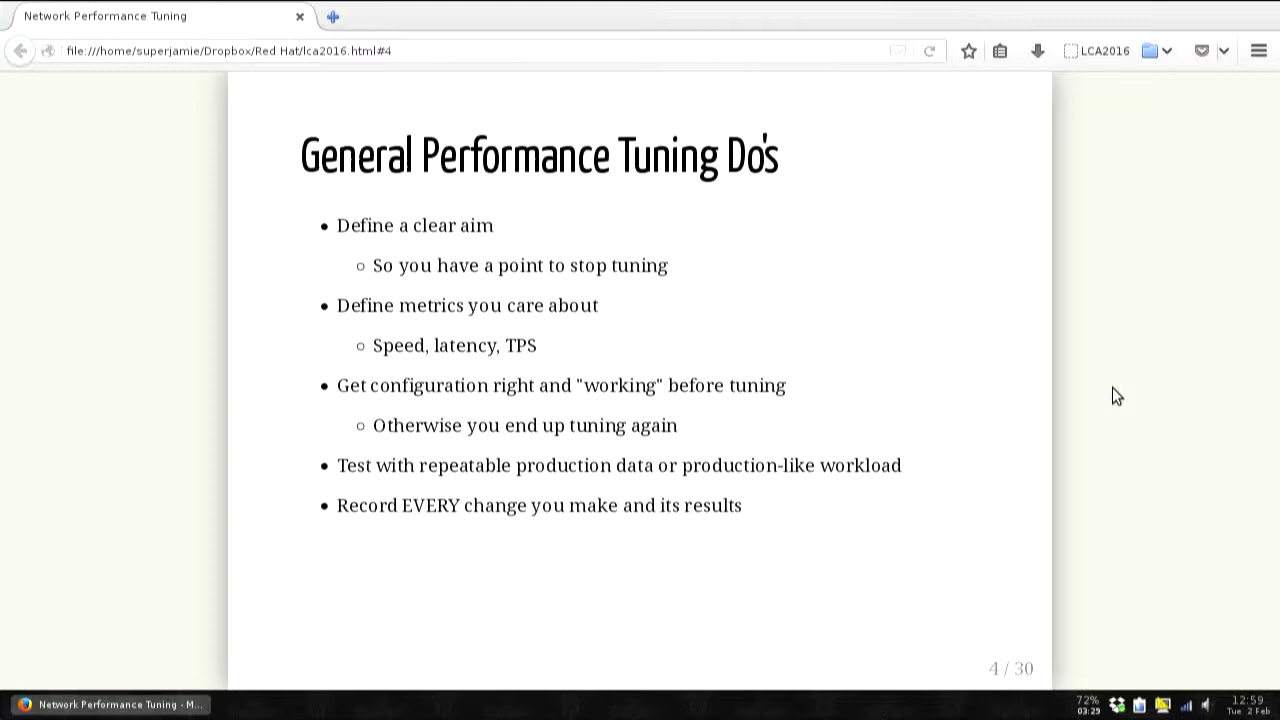 Network Performance Tuning
file:///home/superjamie/Dropbox/Red Hat/lca2016.html#4
LCA2016
General Performance Tuning Do's
Define a clear aim
So you have a point to stop tuning
Define metrics you care about
Speed, latency, TPS
Get configuration right and "working" before tuning
Otherwise you end up tuning again
Test with repeatable production data or production-like workload
Record EVERY change you make and its results
4 / 30
Network Performance Tuning - M...
72%
03:29
12:59
Tue 2 Feb